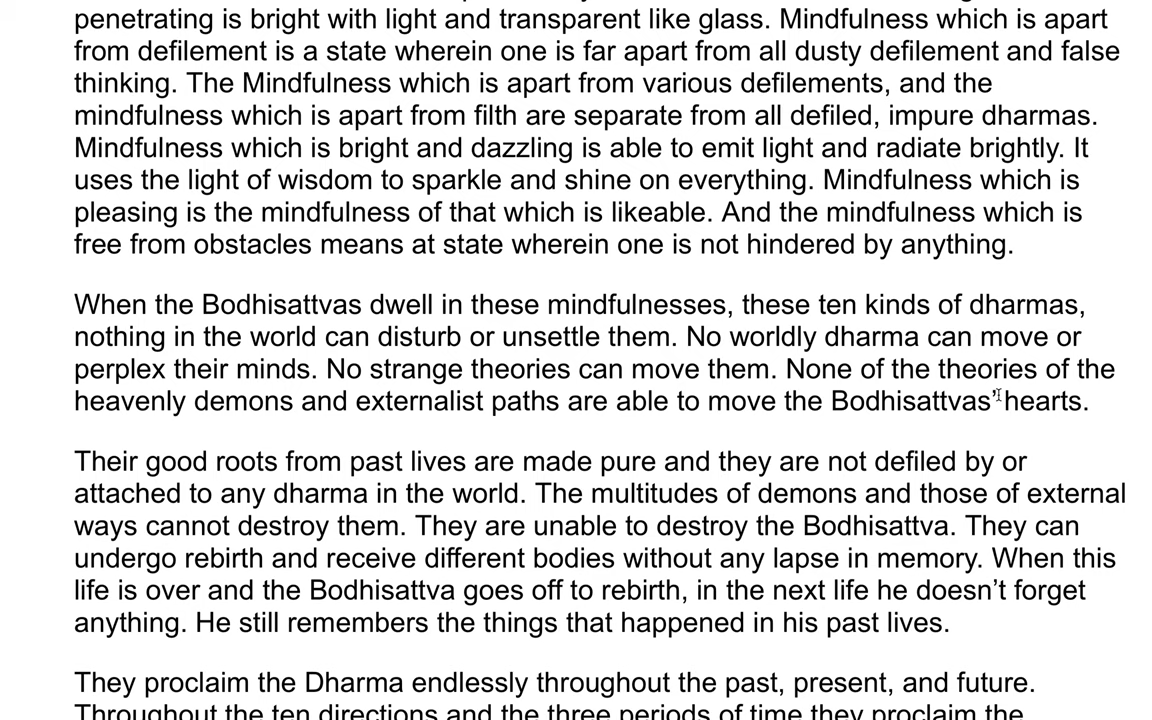 penetrating is bright with light and transparent like glass. Mindfulness which is apart
from defilement is a state wherein one is far apart from all dusty defilement and false
thinking. The Mindfulness which is apart from various defilements, and the
mindfulness which is apart from filth are separate from all defiled, impure dharmas.
Mindfulness which is bright and dazzling is able to emit light and radiate brightly. It
uses the light of wisdom to sparkle and shine on everything. Mindfulness which is
pleasing is the mindfulness of that which is likeable. And the mindfulness which is
free from obstacles means at state wherein one is not hindered by anything.
When the Bodhisattvas dwell in these mindfulnesses, these ten kinds of dharmas,
nothing in the world can disturb or unsettle them. No worldly dharma can move or
perplex their minds. No strange theories can move them. None of the theories of the
heavenly demons and externalist paths are able to move the Bodhisattvas’ hearts.
Their good roots from past lives are made pure and they are not defiled by or
attached to any dharma in the world. The multitudes of demons and those of external
ways cannot destroy them. They are unable to destroy the Bodhisattva. They can
undergo rebirth and receive different bodies without any lapse in memory. When this
life is over and the Bodhisattva goes off to rebirth, in the next life he doesn’t forget
anything. He still remembers the things that happened in his past lives.
They proclaim the Dharma endlessly throughout the past, present, and future.
Throughout the ten directions and the three periods of time they proclaim the